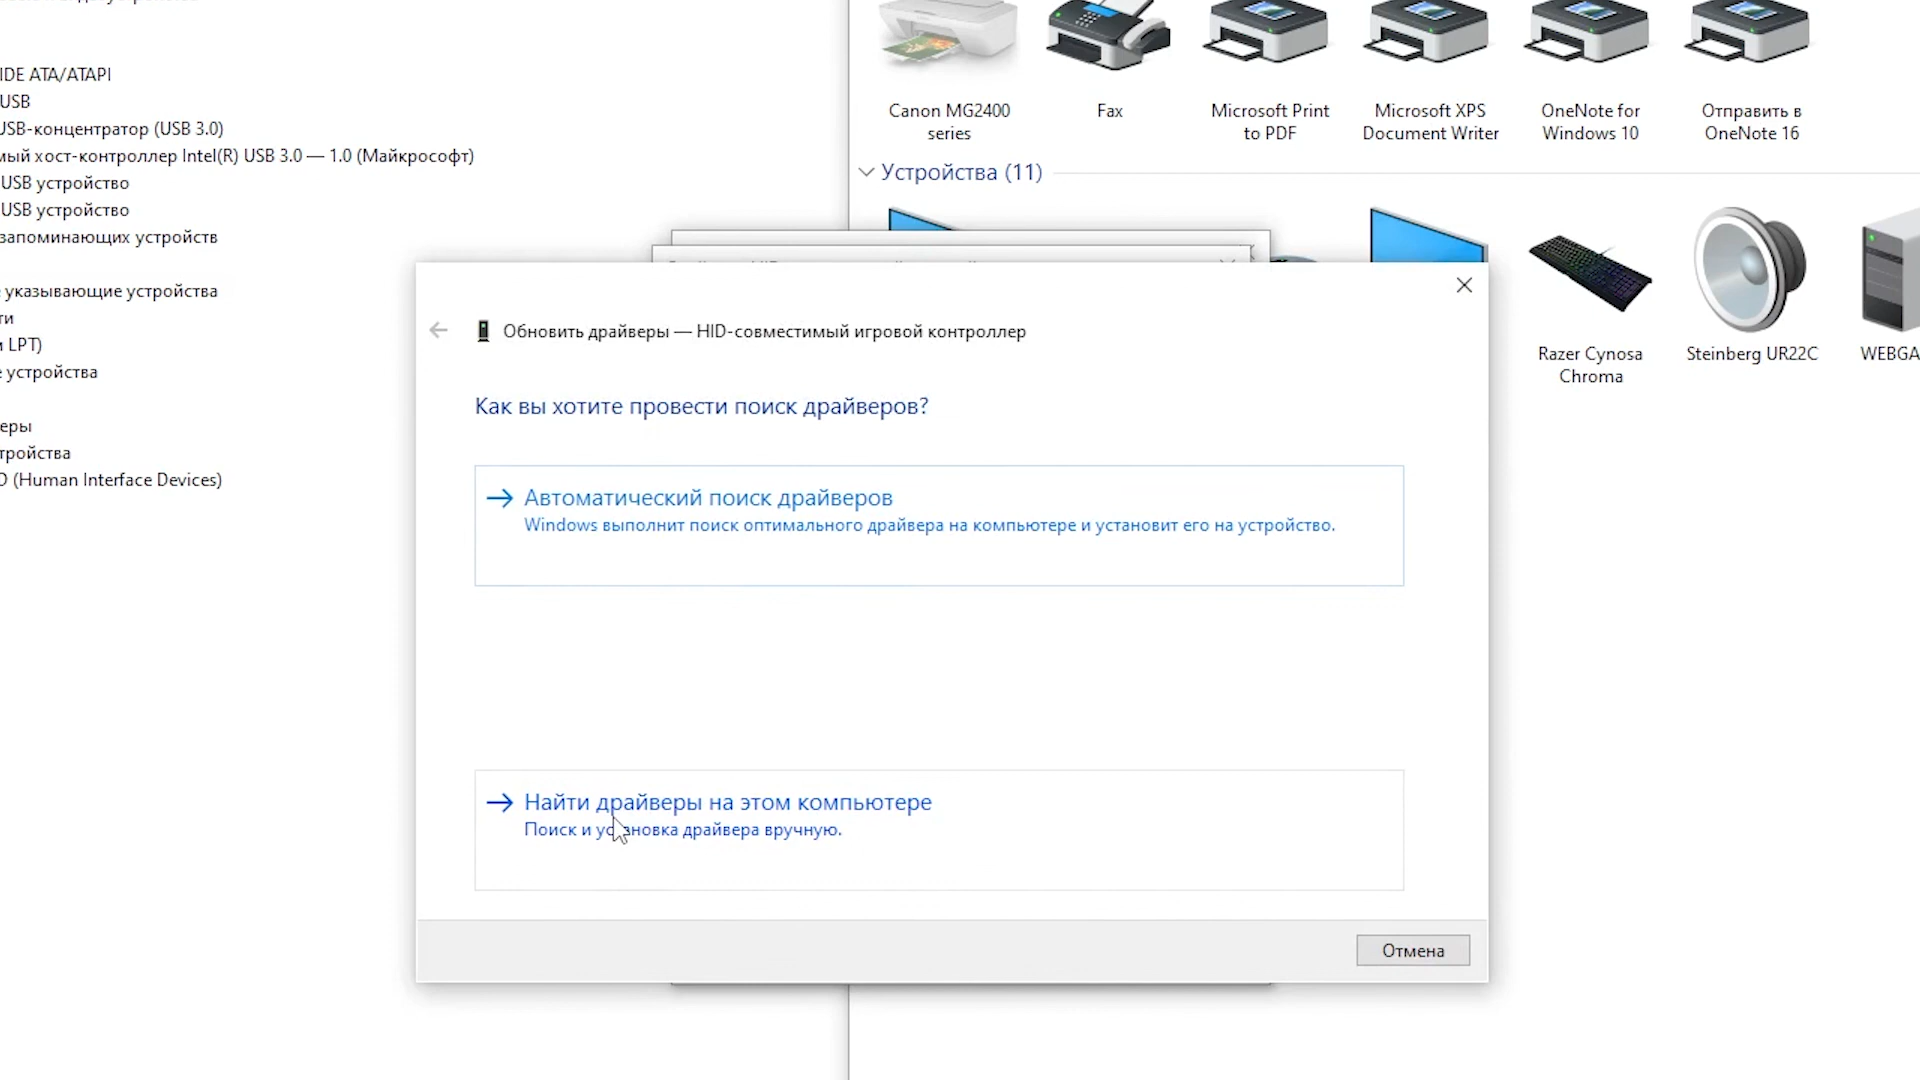 IDE ATA/ATAPI
USB
USB-концентратор (USB 3.0)
мый хост-контроллер Intel(R) USB 3.0 — 1.0 (Майкрософт)
USB устройство
USB устройство
запоминающих устройств
указывающие устройства
ти
LPT)
устройства
еры
тройства
(Human Interface Devices)
Canon MG2400
series
Fax
Microsoft Print
to PDF
Microsoft XPS
Document Writer
OneNote for
Windows 10
Отправить в
OneNote 16
Устройства (11)
Razer Cynosa
Chroma
Steinberg UR22C
WEBGA
Обновить драйверы — HID-совместимый игровой контроллер
Как вы хотите провести поиск драйверов?
Автоматический поиск драйверов
Windows выполнит поиск оптимального драйвера на компьютере и установит его на устройство.
Найти драйверы на этом компьютере
Поиск и установка драйвера вручную.
Отмена